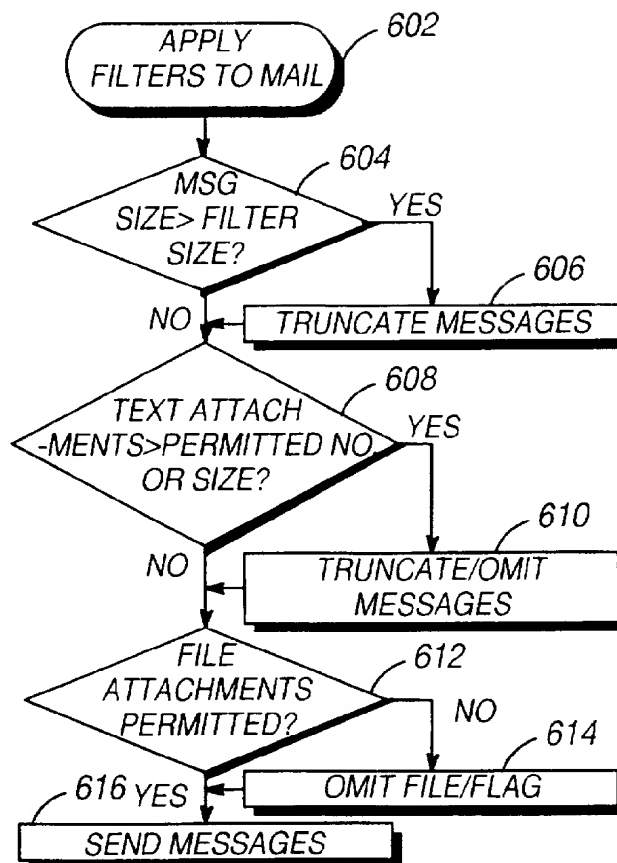 APPLY
FILTERS TO MAIL
602
604
MSG
SIZE> FILTER
SIZE?
YES
NO
606
TRUNCATE MESSAGES
608
TEXT ATTACH
-MENTS>PERMITTED NO.
OR SIZE?
YES
NO
610
TRUNCATE/OMIT
MESSAGES
612
FILE
ATTACHMENTS
PERMITTED?
NO
614
OMIT FILE/FLAG
616
YES
SEND MESSAGES